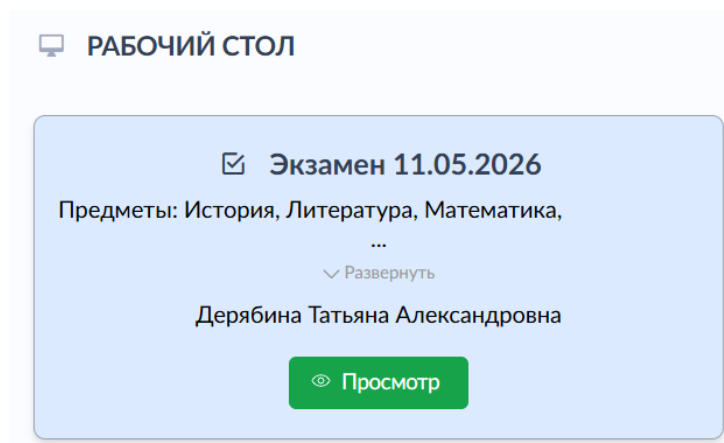 РАБОЧИЙ СТОЛ
Экзамен 11.05.2026
Предметы: История, Литература, Математика,
...
Развернуть
Дерябина Татьяна Александровна
Просмотр